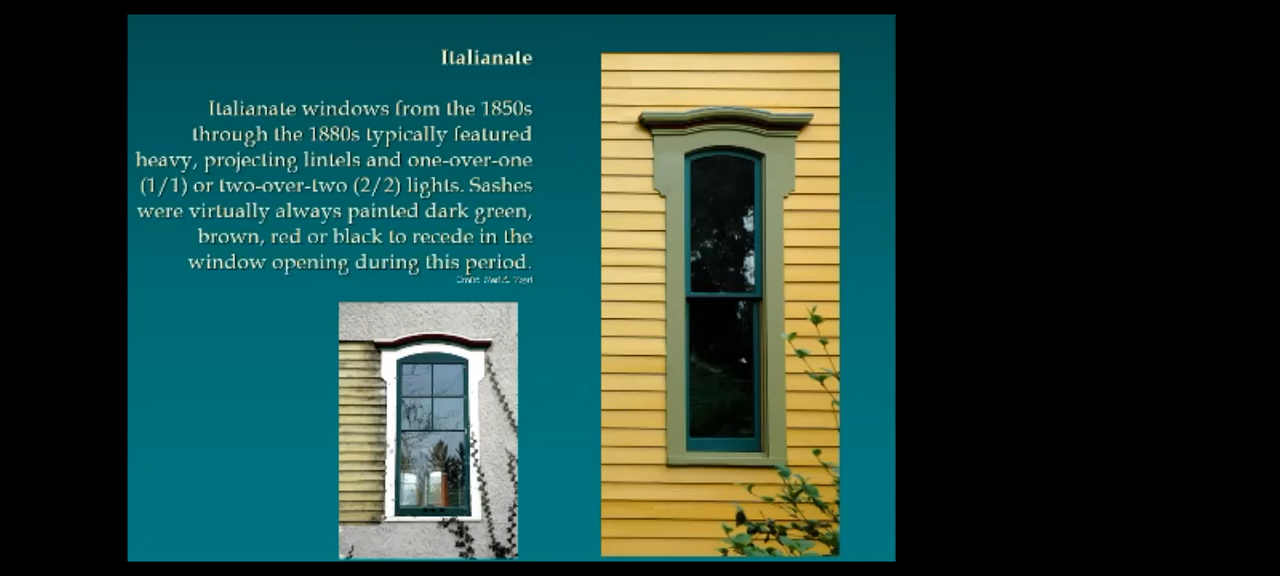 Italianate
Italianate windows from the 1850s
through the 1880s typically featured
heavy, projecting lintels and one-over-one
(1/1) or two-over-two (2/2) lights. Sashes
were virtually always painted dark green,
brown, red or black to recede in the
window opening during this period.